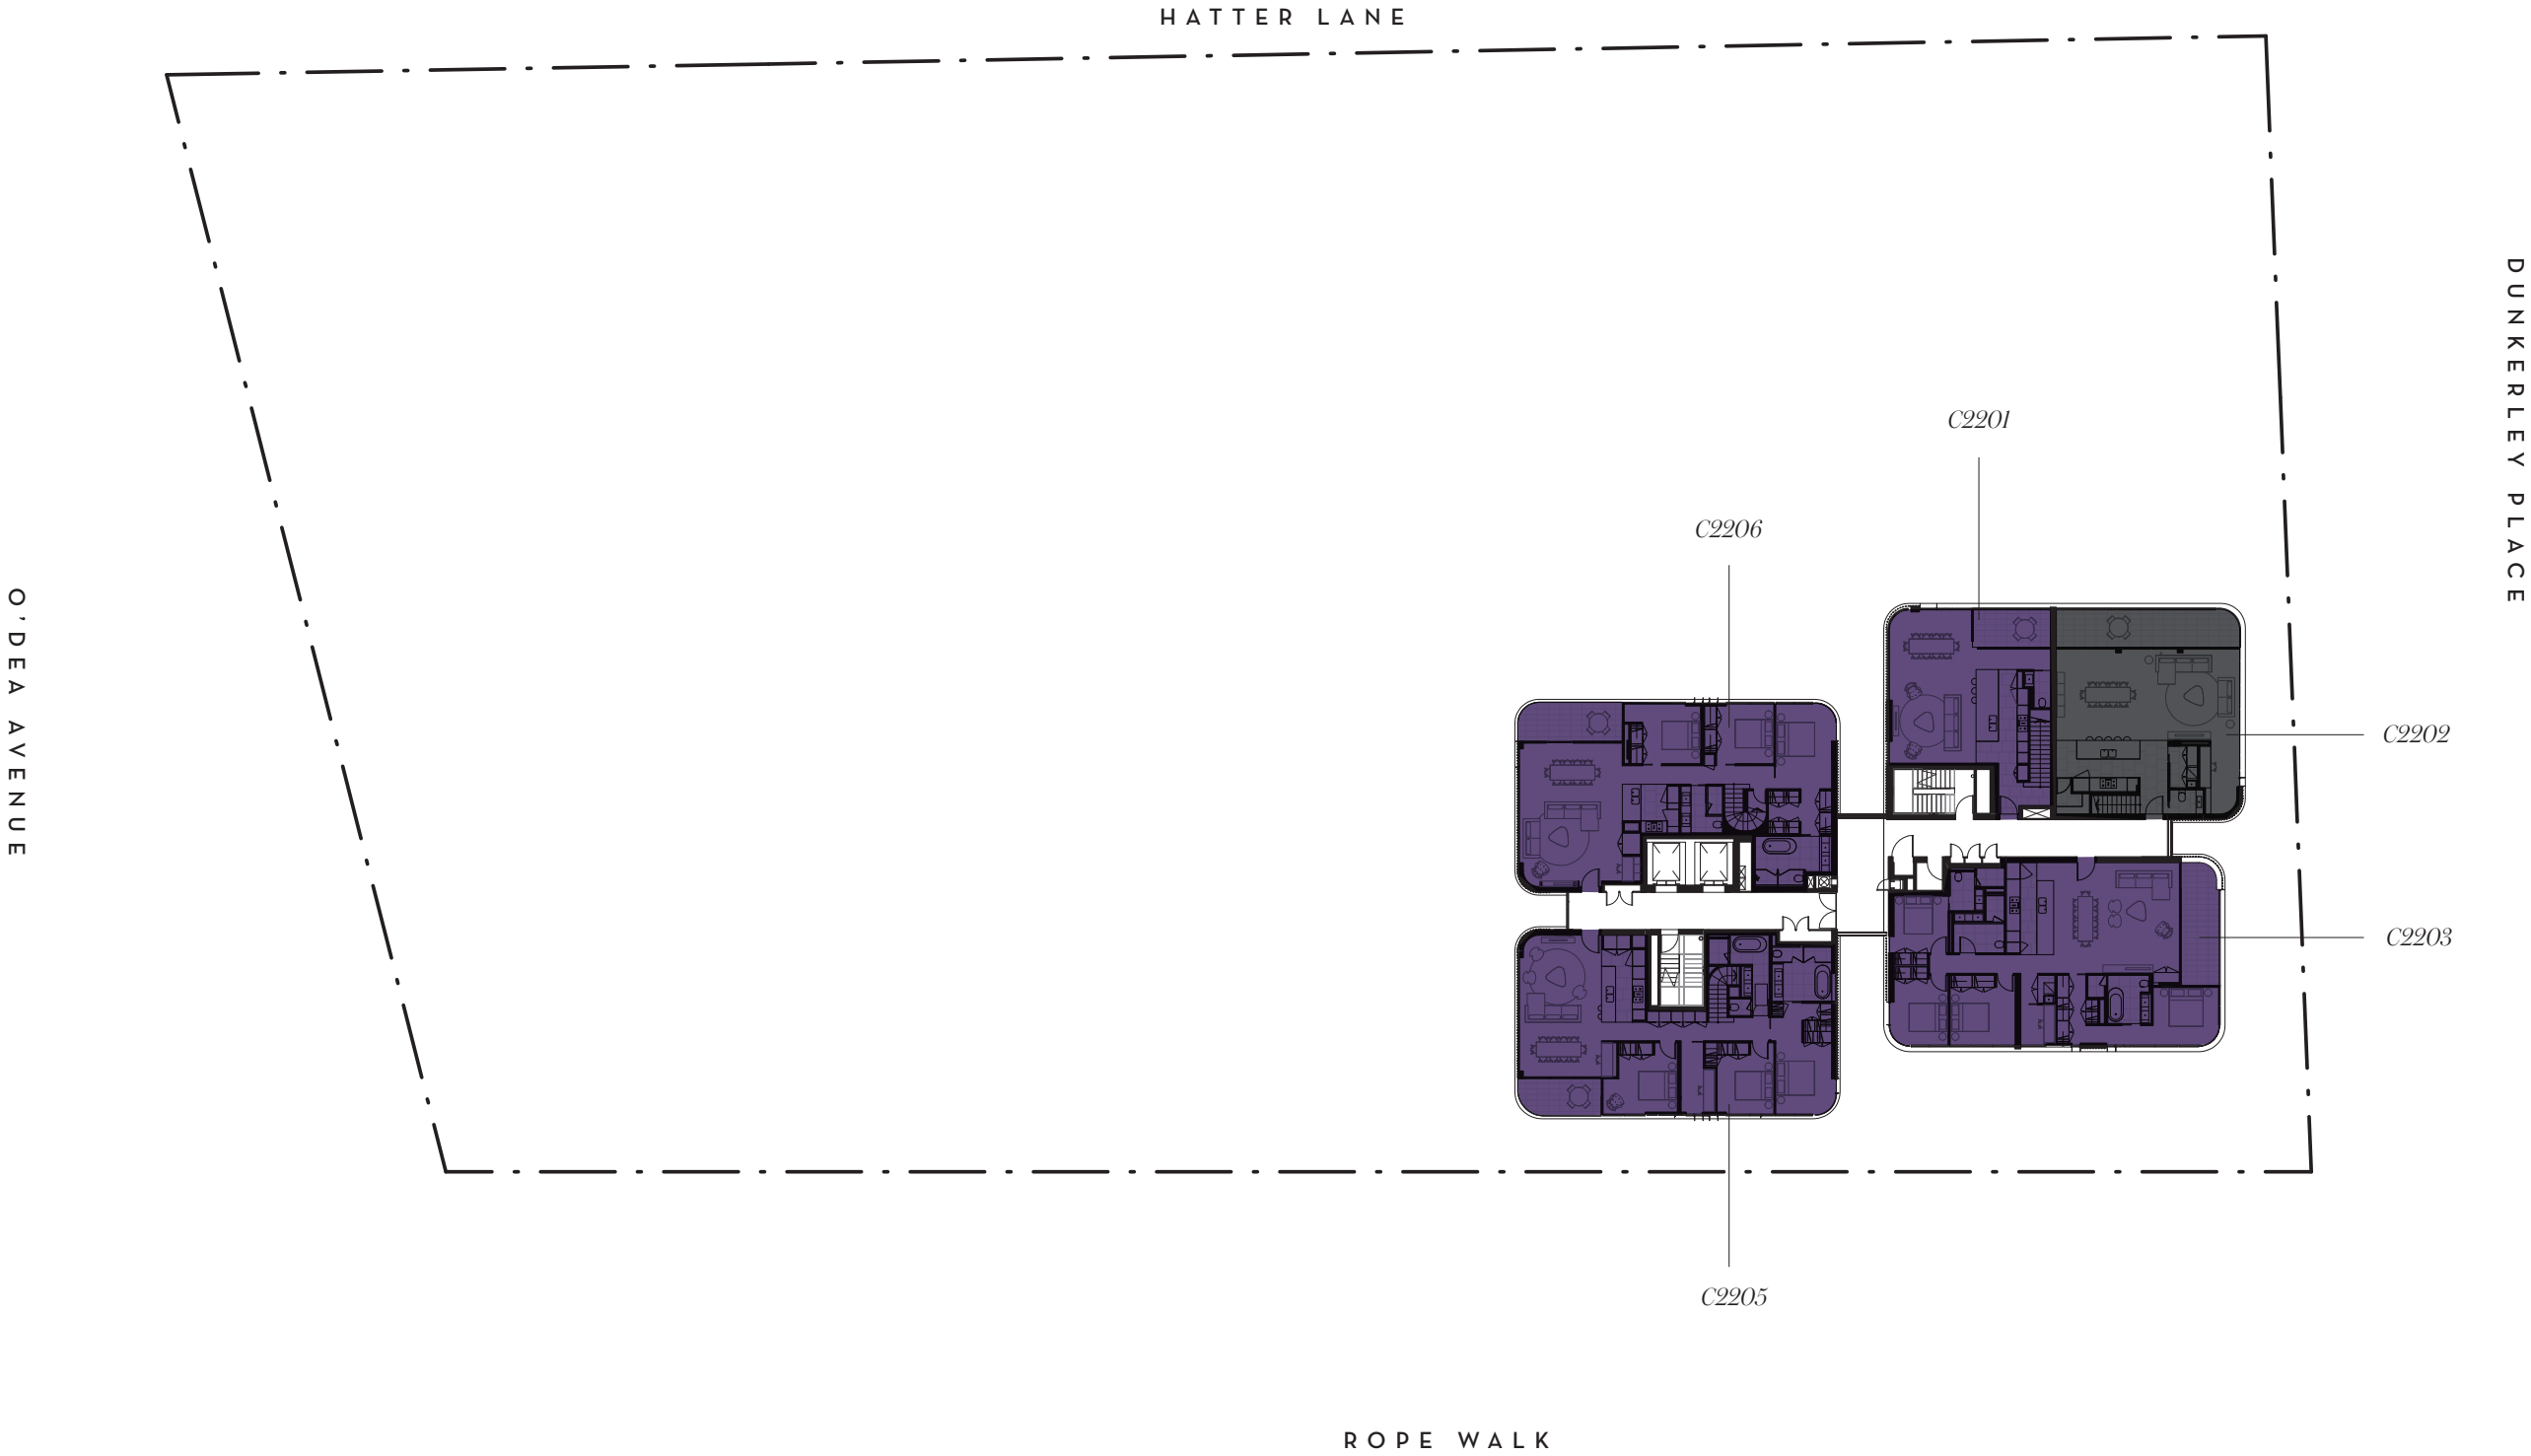 HATTER LANE
DUNKERLEY PLACE
C2201
C2206
O'DEA AVENUE
C2202
C2203
C2205
ROPE WALK